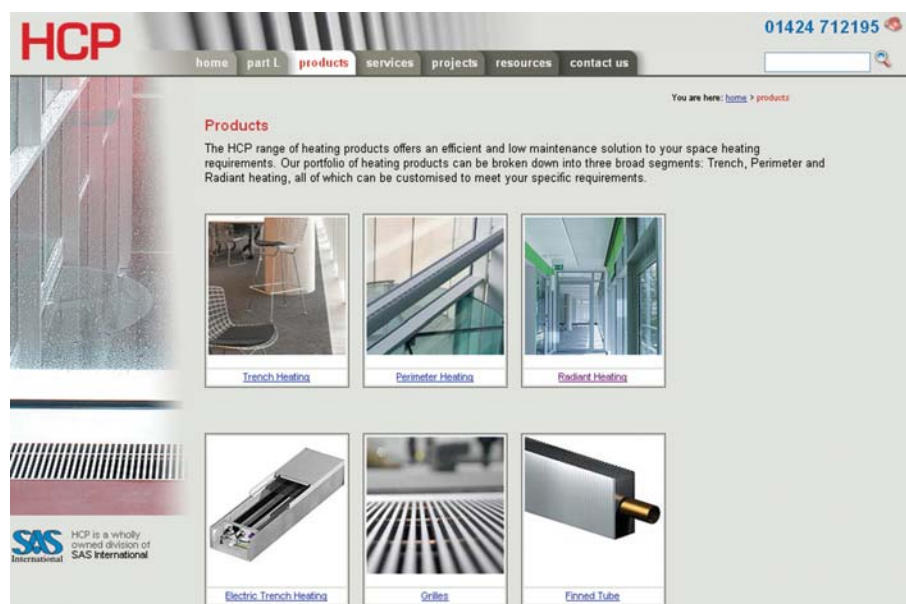 HCP
01424 712195
home part L products services projects resources contact us
You are here: home > products
Products
The HCP range of heating products offers an efficient and low maintenance solution to your space heating
requirements. Our portfolio of heating products can be broken down into three broad segments: Trench, Perimeter and
Radiant heating, all of which can be customised to meet your specific requirements.
Trench Heating
Perimeter Heating
Radiant Heating
SAS
International
HCP is a wholly
owned division of
SAS International
Electric Trench Heating
Grilles
Finned Tube